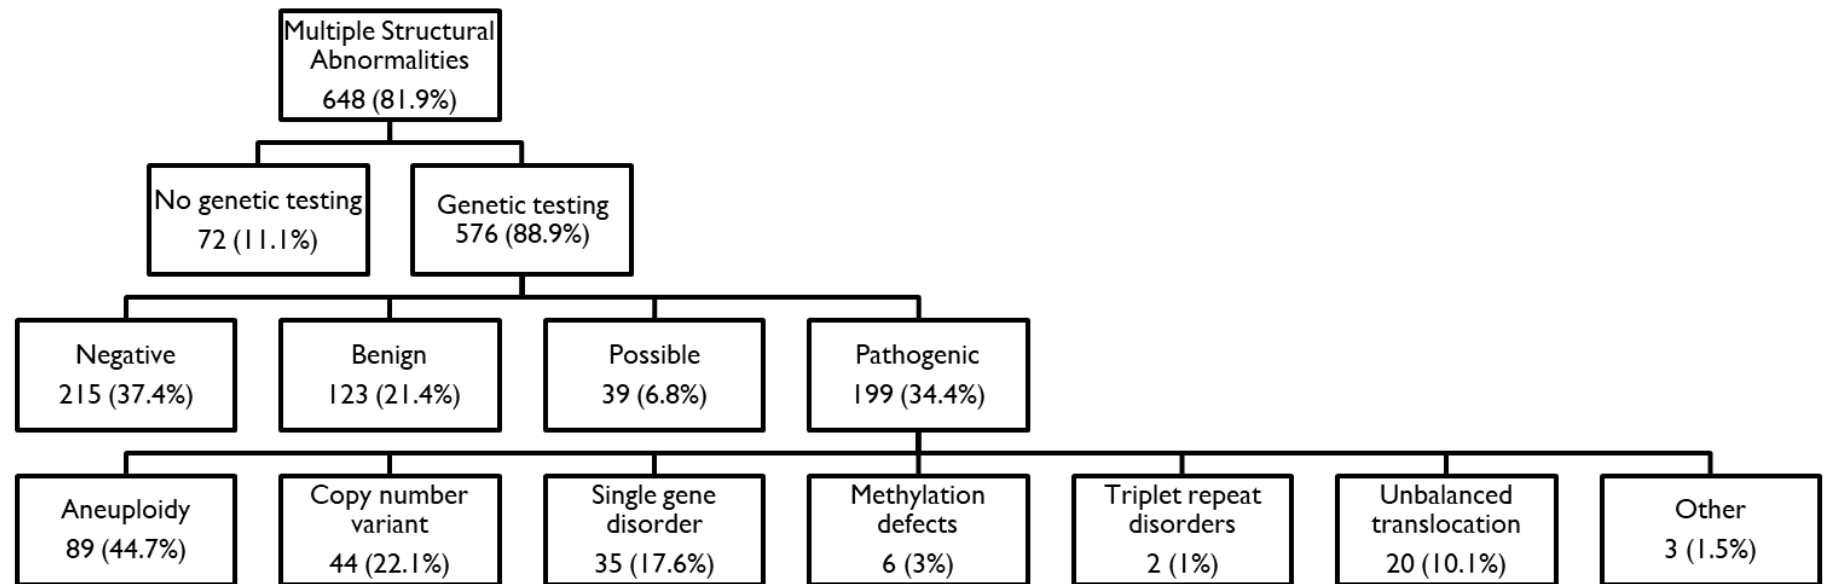 Multiple Structural
Abnormalities
648 (81.9%)
No genetic testing
72 (11.1%)
Genetic testing
576 (88.9%)
Negative
215 (37.4%)
Benign
123 (21.4%)
Possible
39 (6.8%)
Pathogenic
199 (34.4%)
Aneuploidy
89 (44.7%)
Copy number
variant
44 (22.1%)
Single gene
disorder
35 (17.6%)
Methylation
defects
6 (3%)
Triplet repeat
disorders
2 (1%)
Unbalanced
translocation
20 (10.1%)
Other
3 (1.5%)